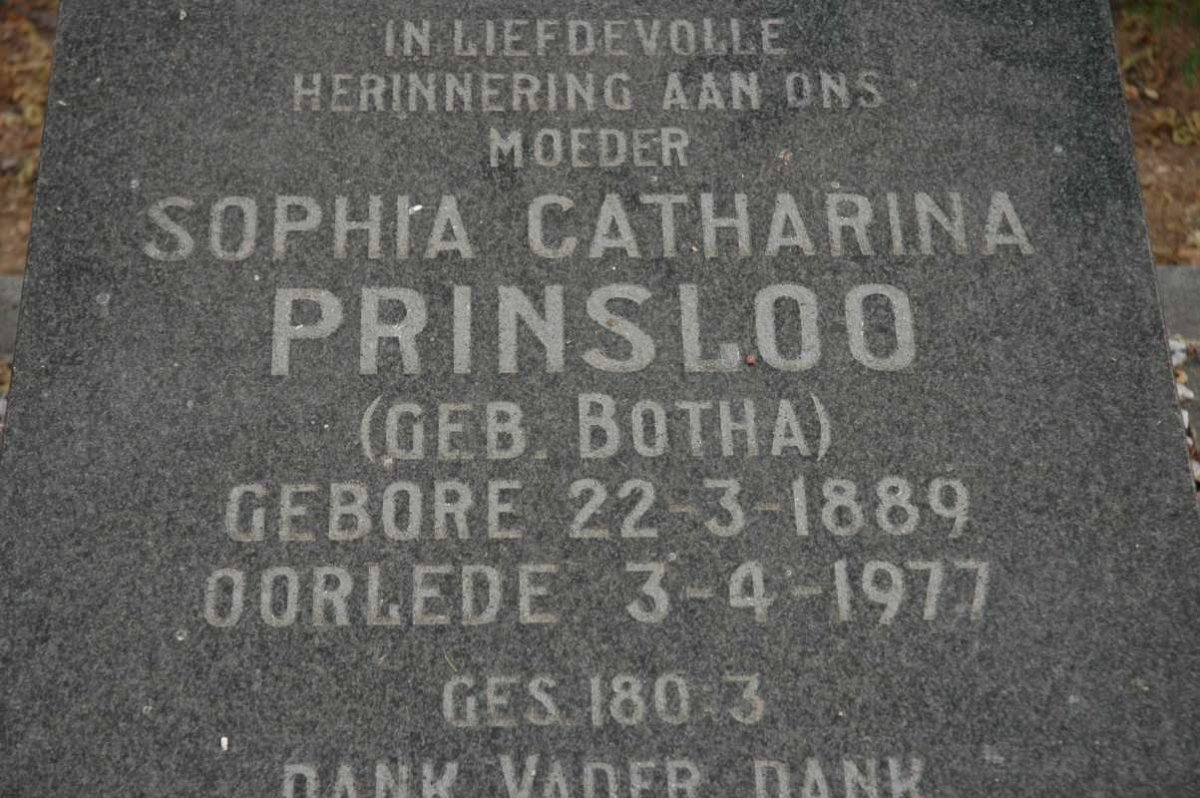 IN LIEFDEVOLLE
HERINNERING AAN ONS
MOEDER
SOPHIA CATHARINA
PRINSLOO
(GEB. BOTHA)
GEBORE 22-3-1889
OORLEDE 3-4-1977
GES. 180:3
DANK VADER DANK